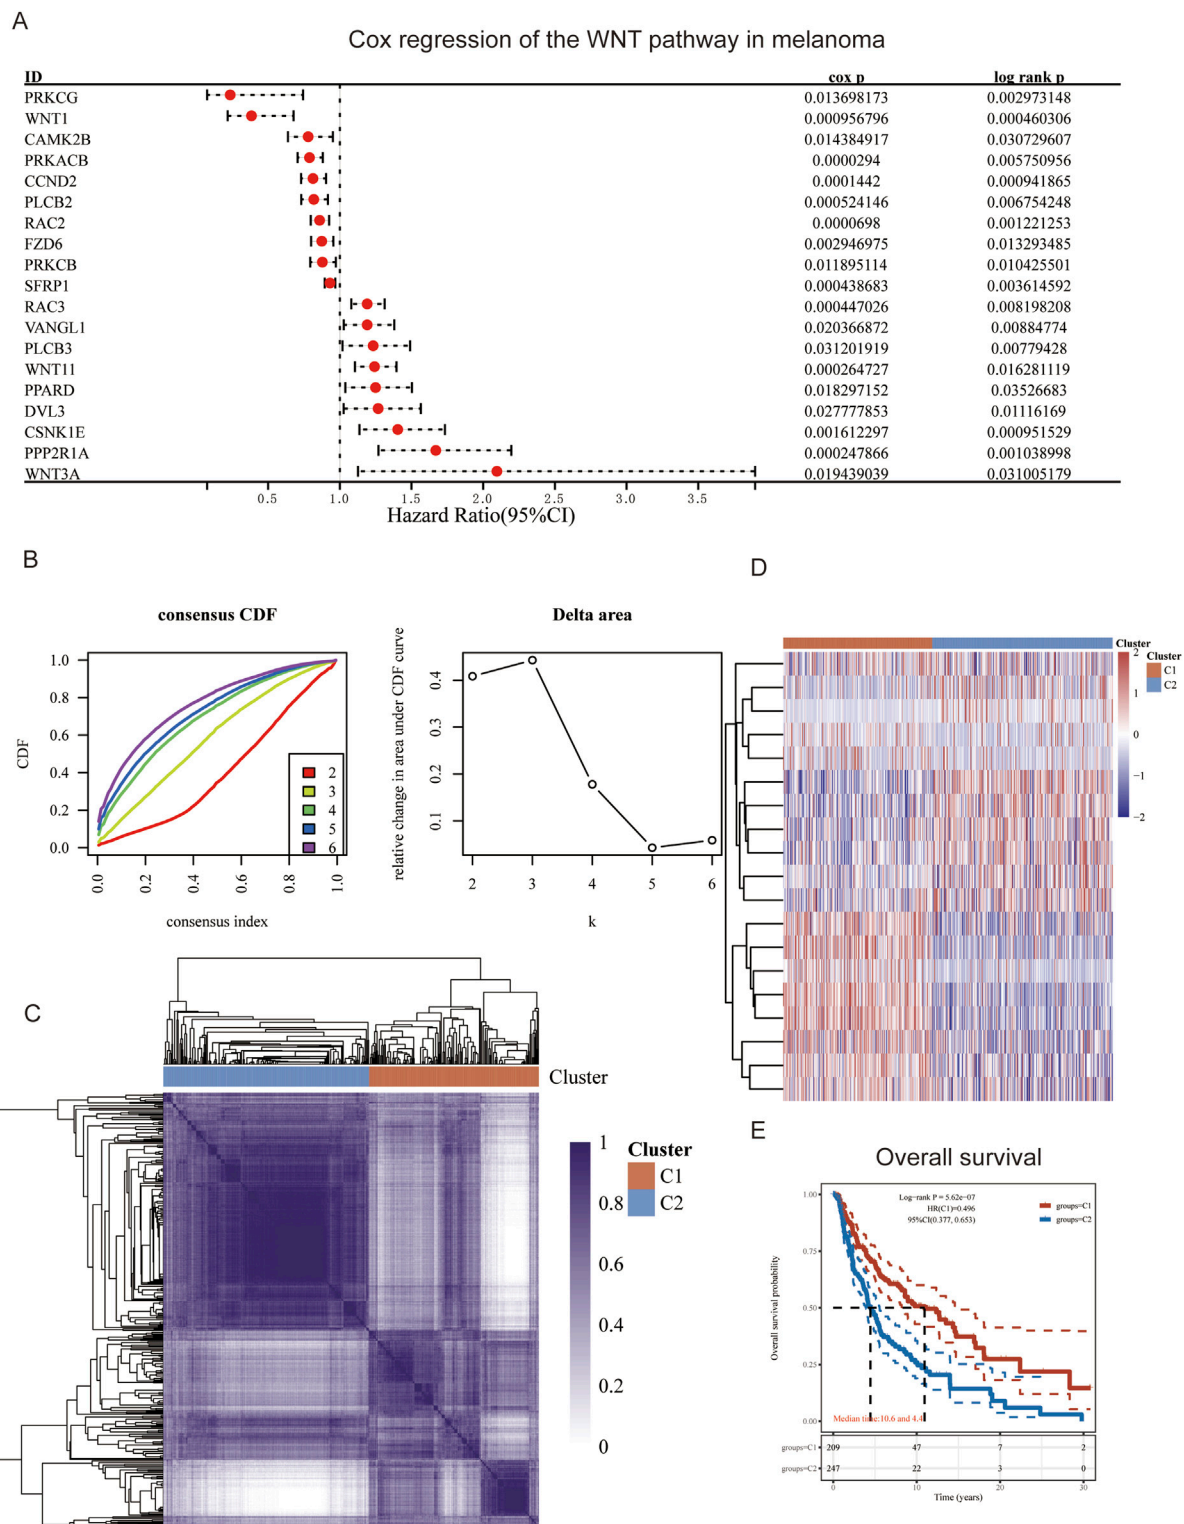 A
Cox regression of the WNT pathway in melanoma
ID cox p log rank p
PRKCG 0.013698173 0.002973148
WNT1 0.000956796 0.000460306
CAMK2B 0.014384917 0.030729607
PRKACB 0.0000294 0.005750956
CCND2 0.0001442 0.000941865
PLCB2 0.000524146 0.006754248
RAC2 0.0000698 0.001221253
FZD6 0.002946975 0.013293485
PRKCB 0.011895114 0.010425501
SFRP1 0.000438683 0.003614592
RAC3 0.000447026 0.008198208
VANGL1 0.020366872 0.00884774
PLCB3 0.031201919 0.00779428
WNT11 0.000264727 0.016281119
PPARD 0.018297152 0.03526683
DVL3 0.027777853 0.01116169
CSNK1E 0.001612297 0.000951529
PPP2R1A 0.000247866 0.001038998
WNT3A 0.019439039 0.031005179
0.5 1.0 1.5 2.0 2.5 3.0 3.5
Hazard Ratio(95%CI)
B
consensus CDF
CDF
1.0
0.8
0.6
0.4
0.2
0.0
2
3
4
5
6
0.0 0.2 0.4 0.6 0.8 1.0
consensus index
Delta area
relative change in area under CDF curve
0.4
0.3
0.2
0.1
2 3 4 5 6
k
D
Cluster
2
1
0
−1
−2
Cluster
C1
C2
C
Cluster
1
0.8
0.6
0.4
0.2
0
Cluster
C1
C2
E
Overall survival
Log−rank P = 5.62e−07
HR(C1)=0.496
95%CI(0.377, 0.653)
groups=C1
groups=C2
Overall survival probability
1.00
0.75
0.50
0.25
0.00
Median time:10.6 and 4.4
groups=C1 209 47 7 2
groups=C2 247 22 3 0
0 10 20 30
Time (years)